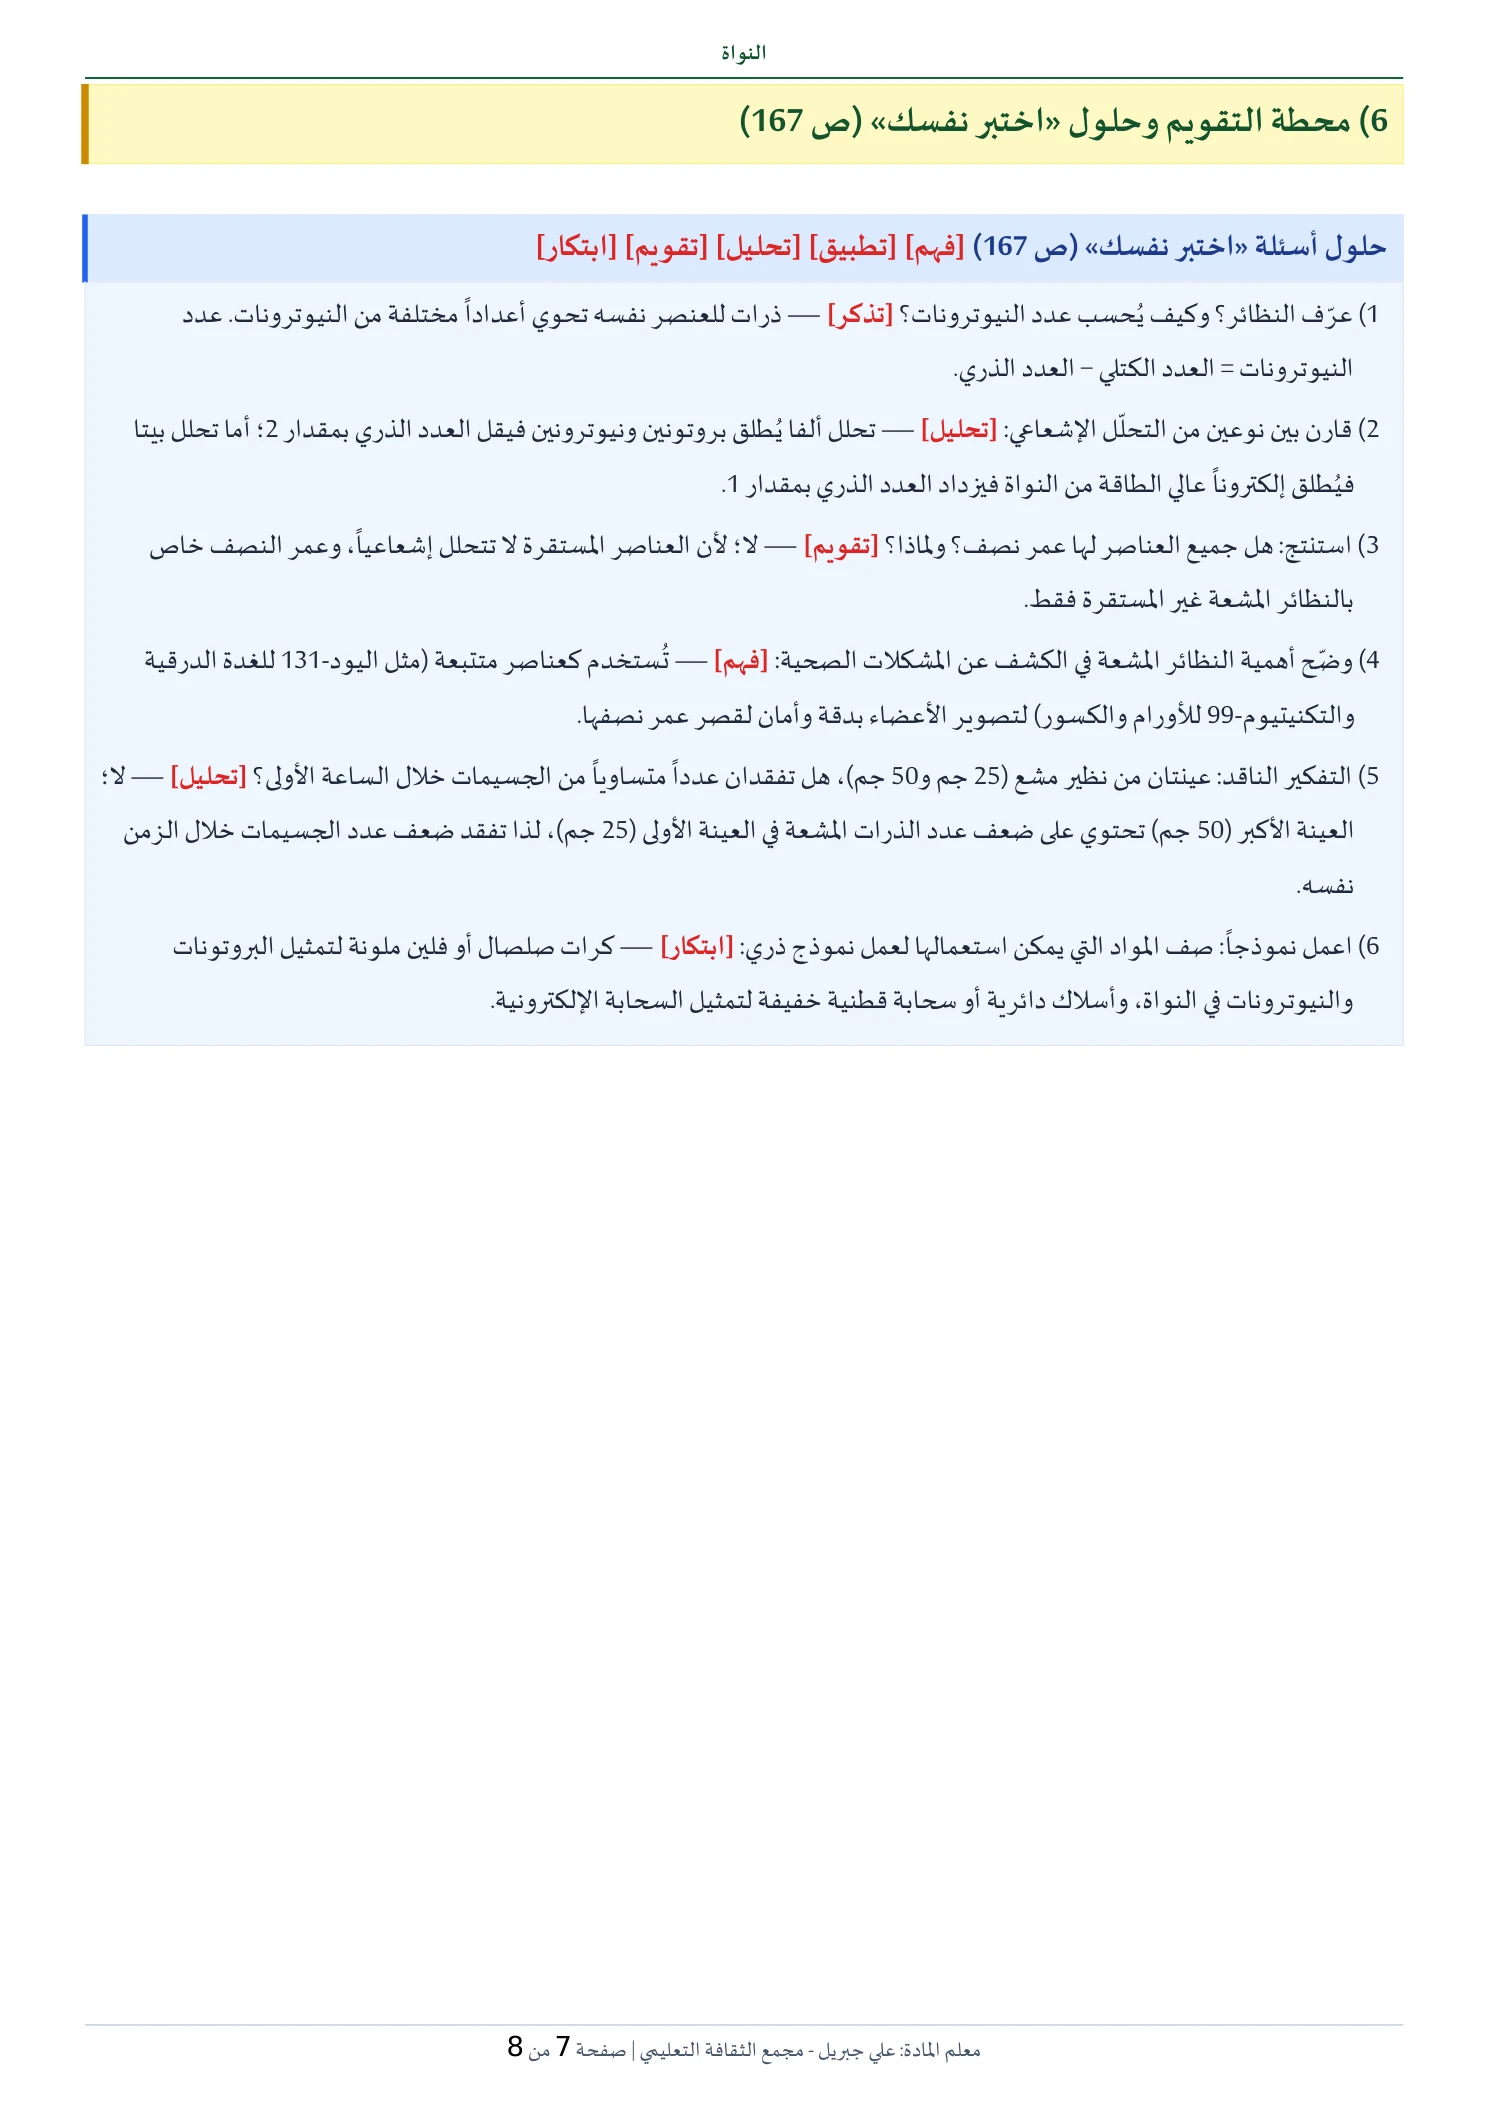 النواة
6) محطة التقويم وحلول «اختبر نفسك» (ص 167)
حلول أسئلة «اختبر نفسك» (ص 167) [فهم] [تطبيق] [تحليل] [تقويم] [ابتكار]
1) عرّف النظائر؟ وكيف يُحسب عدد النيوترونات؟ [تذكر] — ذرات للعنصر نفسه تحوي أعداداً مختلفة من النيوترونات. عدد
النيوترونات = العدد الكتلي − العدد الذري.
2) قارن بين نوعين من التحلّل الإشعاعي: [تحليل] — تحلل ألفا يُطلق بروتونين ونيوترونين فيقل العدد الذري بمقدار 2؛ أما تحلل بيتا
فيُطلق إلكتروناً عالي الطاقة من النواة فيزداد العدد الذري بمقدار 1.
3) استنتج: هل جميع العناصر لها عمر نصف؟ ولماذا؟ [تقويم] — لا؛ لأن العناصر المستقرة لا تتحلل إشعاعياً، وعمر النصف خاص
بالنظائر المشعة غير المستقرة فقط.
4) وضّح أهمية النظائر المشعة في الكشف عن المشكلات الصحية: [فهم] — تُستخدم كعناصر متتبعة (مثل اليود-131 للغدة الدرقية
والتكنيتيوم-99 للأورام والكسور) لتصوير الأعضاء بدقة وأمان لقصر عمر نصفها.
5) التفكير الناقد: عينتان من نظير مشع (25 جم و50 جم)، هل تفقدان عدداً متساوياً من الجسيمات خلال الساعة الأولى؟ [تحليل] — لا؛
العينة الأكبر (50 جم) تحتوي على ضعف عدد الذرات المشعة في العينة الأولى (25 جم)، لذا تفقد ضعف عدد الجسيمات خلال الزمن
نفسه.
6) اعمل نموذجاً: صف المواد التي يمكن استعمالها لعمل نموذج ذري: [ابتكار] — كرات صلصال أو فلين ملونة لتمثيل البروتونات
والنيوترونات في النواة، وأسلاك دائرية أو سحابة قطنية خفيفة لتمثيل السحابة الإلكترونية.
معلم المادة: علي جبريل - مجمع الثقافة التعليمي | صفحة 7 من 8